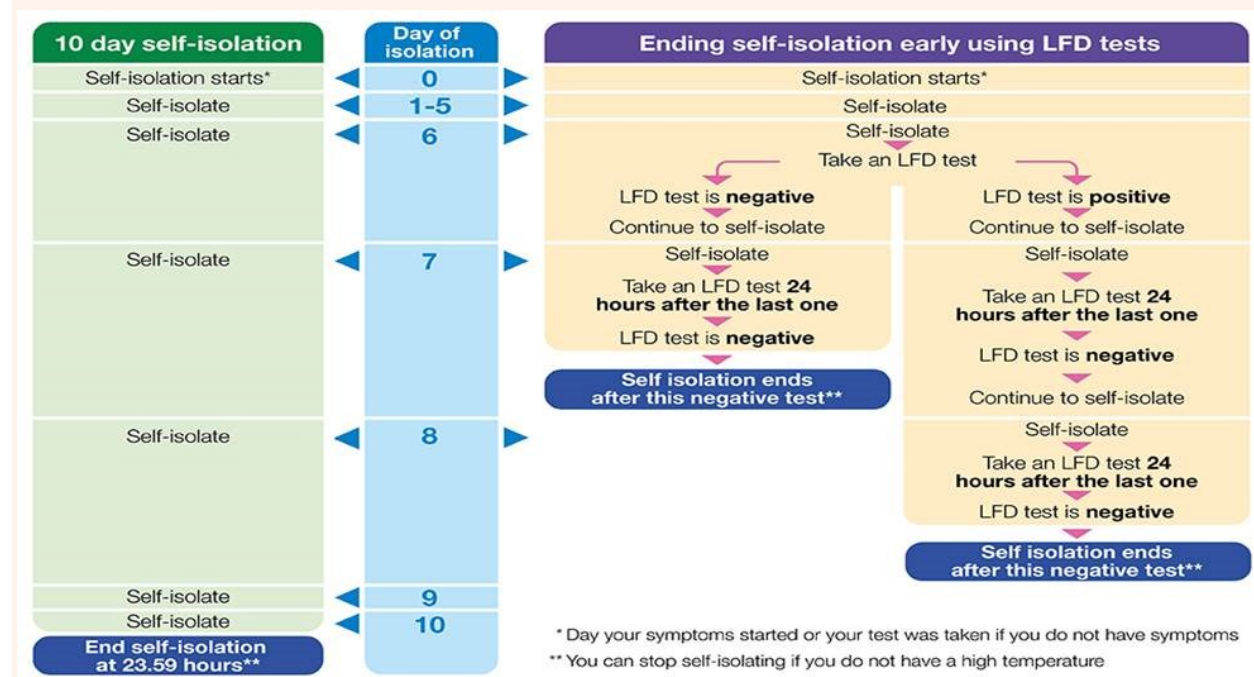 10 day self-isolation
Day of
isolation
Ending self-isolation early using LFD tests
Self-isolation starts*
0
Self-isolation starts*
Self-isolate
1-5
Self-isolate
Self-isolate
6
Self-isolate
Take an LFD test
LFD test is negative
Continue to self-isolate
LFD test is positive
Continue to self-isolate
Self-isolate
7
Self-isolate
Take an LFD test 24
hours after the last one
LFD test is negative
Self isolation ends
after this negative test**
Self-isolate
Take an LFD test 24
hours after the last one
LFD test is negative
Continue to self-isolate
Self-isolate
8
Self-isolate
Take an LFD test 24
hours after the last one
LFD test is negative
Self isolation ends
after this negative test**
Self-isolate
9
Self-isolate
10
End self-isolation
at 23.59 hours**
* Day your symptoms started or your test was taken if you do not have symptoms
** You can stop self-isolating if you do not have a high temperature